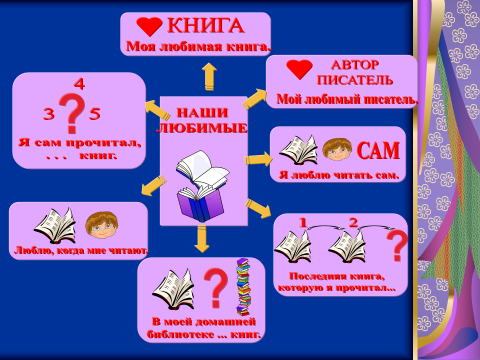 КНИГА
Моя любимая книга.
АВТОР
ПИСАТЕЛЬ
Мой любимый писатель.
4
3 ? 5
Я сам прочитал,
. . . книг.
НАШИ
ЛЮБИМЫЕ
САМ
Я люблю читать сам.
Люблю, когда мне читают.
1 2
?
Последняя книга,
которую я прочитал...
?
В моей домашней
библиотеке ... книг.